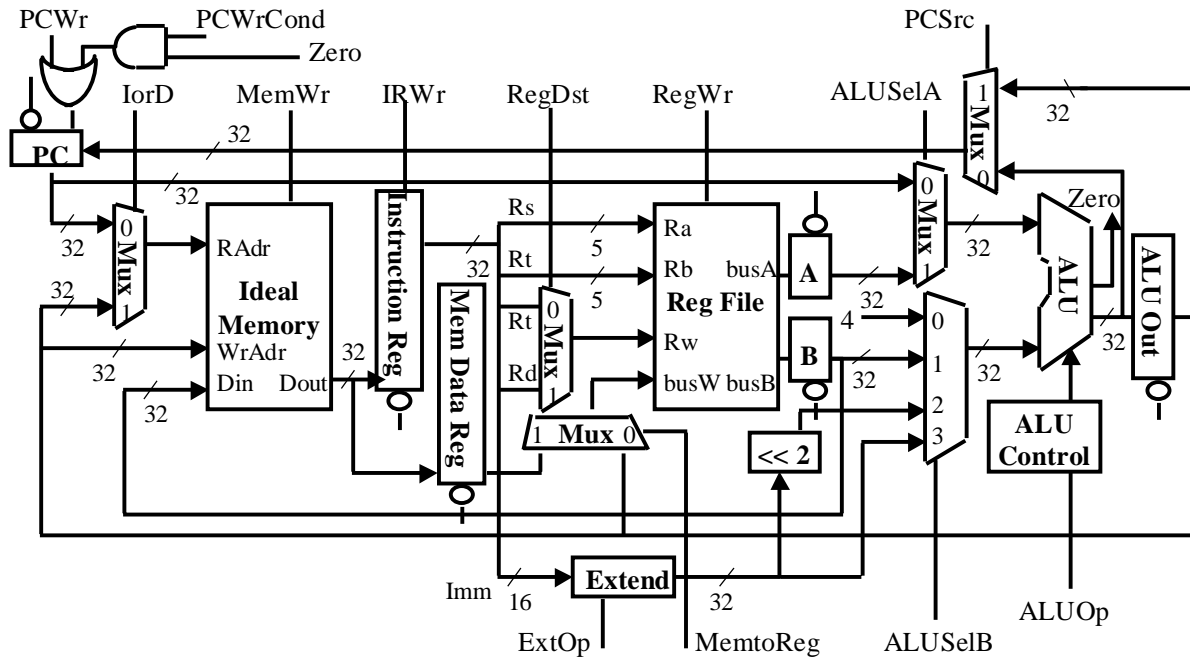 PCWr
PCWrCond
PCSrc
Zero
IorD
MemWr
IRWr
RegDst
RegWr
ALUSelA
1 Mux 0
32
PC
32
32
32
32
0 Mux 1
32
32
32
RAdr
Ideal
Memory
WrAdr
Din
Dout
32
Instruction Reg
Mem Data Reg
32
Rs
5
Rt
5
Rt
Rd
0 Mux 1
1 Mux 0
Ra
Rb
busA
Reg File
Rw
busW
busB
A
B
32
32
4
<< 2
0 Mux 1
32
0
1
2
3
32
ALU
Zero
32
ALU Out
ALU
Control
Imm
16
Extend
32
ExtOp
MemtoReg
ALUSelB
ALUOp